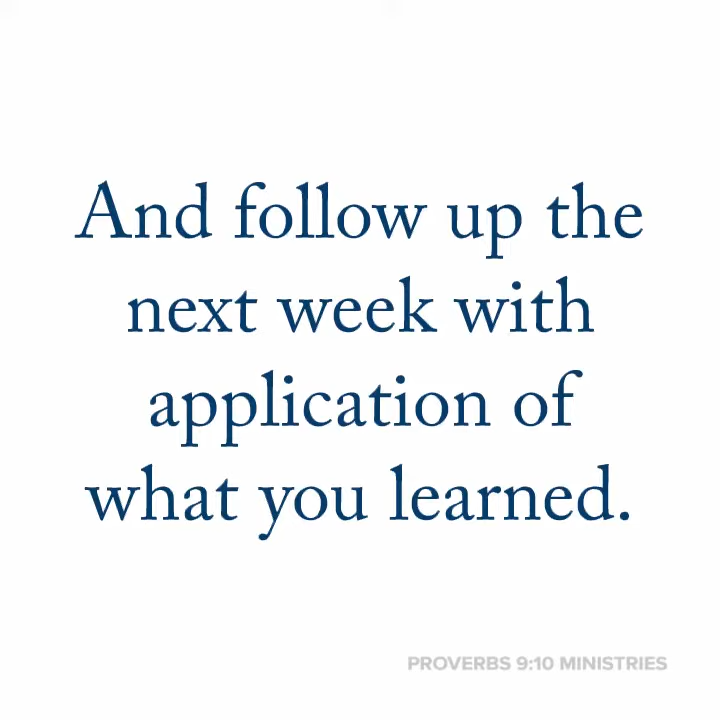 And follow up the
next week with
application of
what you learned.
PROVERBS 9:10 MINISTRIES